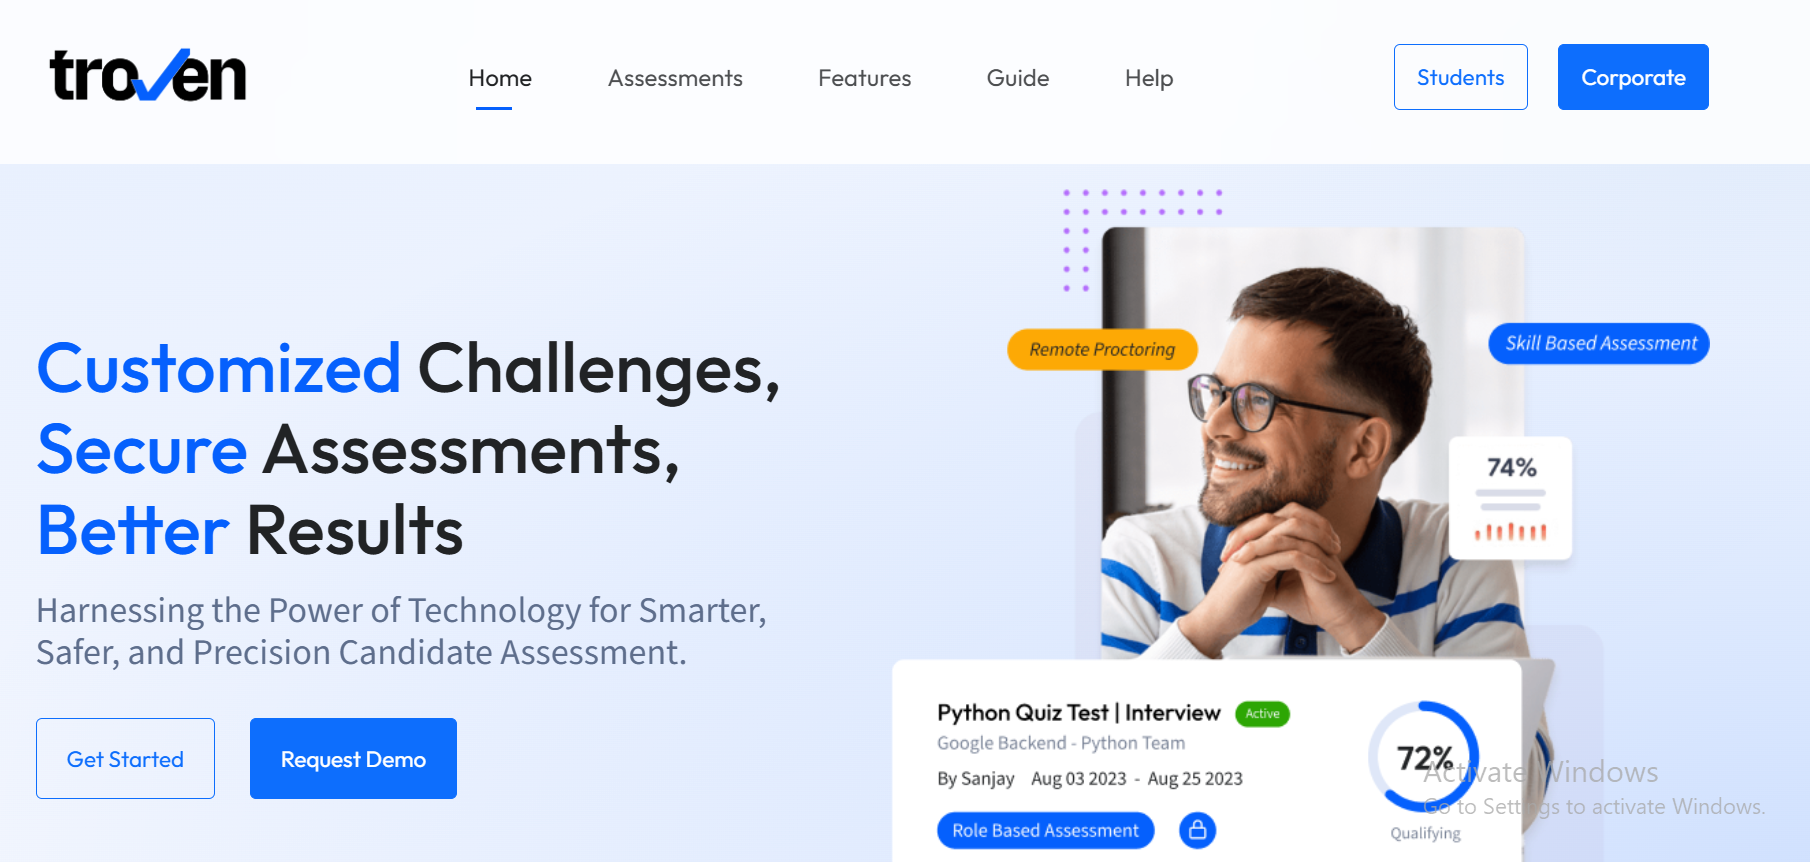 troven
Home Assessments Features Guide Help
Students Corporate
Remote Proctoring
Skill Based Assessment
Customized Challenges,
Secure Assessments,
Better Results
74%
Harnessing the Power of Technology for Smarter,
Safer, and Precision Candidate Assessment.
Get Started Request Demo
Python Quiz Test | Interview Active
Google Backend - Python Team
By Sanjay Aug 03 2023 - Aug 25 2023
Role Based Assessment
72%
Qualifying
Activate Windows
Go to Settings to activate Windows.